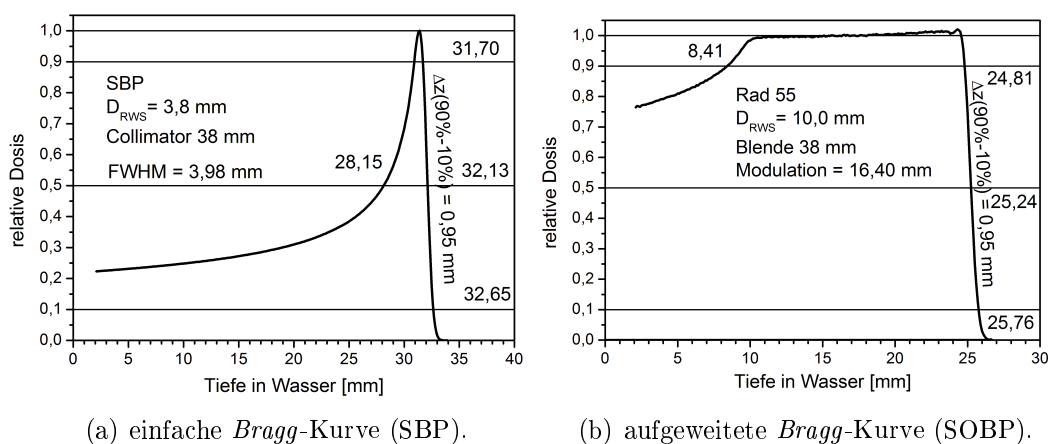 1,0
0,9
0,8
0,7
0,6
0,5
0,4
0,3
0,2
0,1
0,0
relative Dosis
SBP
D_RWS= 3,8 mm
Collimator 38 mm
FWHM = 3,98 mm
31,70
28,15
32,13
32,65
Δz(90%-10%) = 0,95 mm
0 5 10 15 20 25 30 35 40
Tiefe in Wasser [mm]
(a) einfache Bragg-Kurve (SBP).
1,0
0,9
0,8
0,7
0,6
0,5
0,4
0,3
0,2
0,1
0,0
relative Dosis
8,41
24,81
Rad 55
D_RWS= 10,0 mm
Blende 38 mm
Modulation = 16,40 mm
25,24
25,76
Δz(90%-10%) = 0,95 mm
0 5 10 15 20 25 30
Tiefe in Wasser [mm]
(b) aufgeweitete Bragg-Kurve (SOBP).